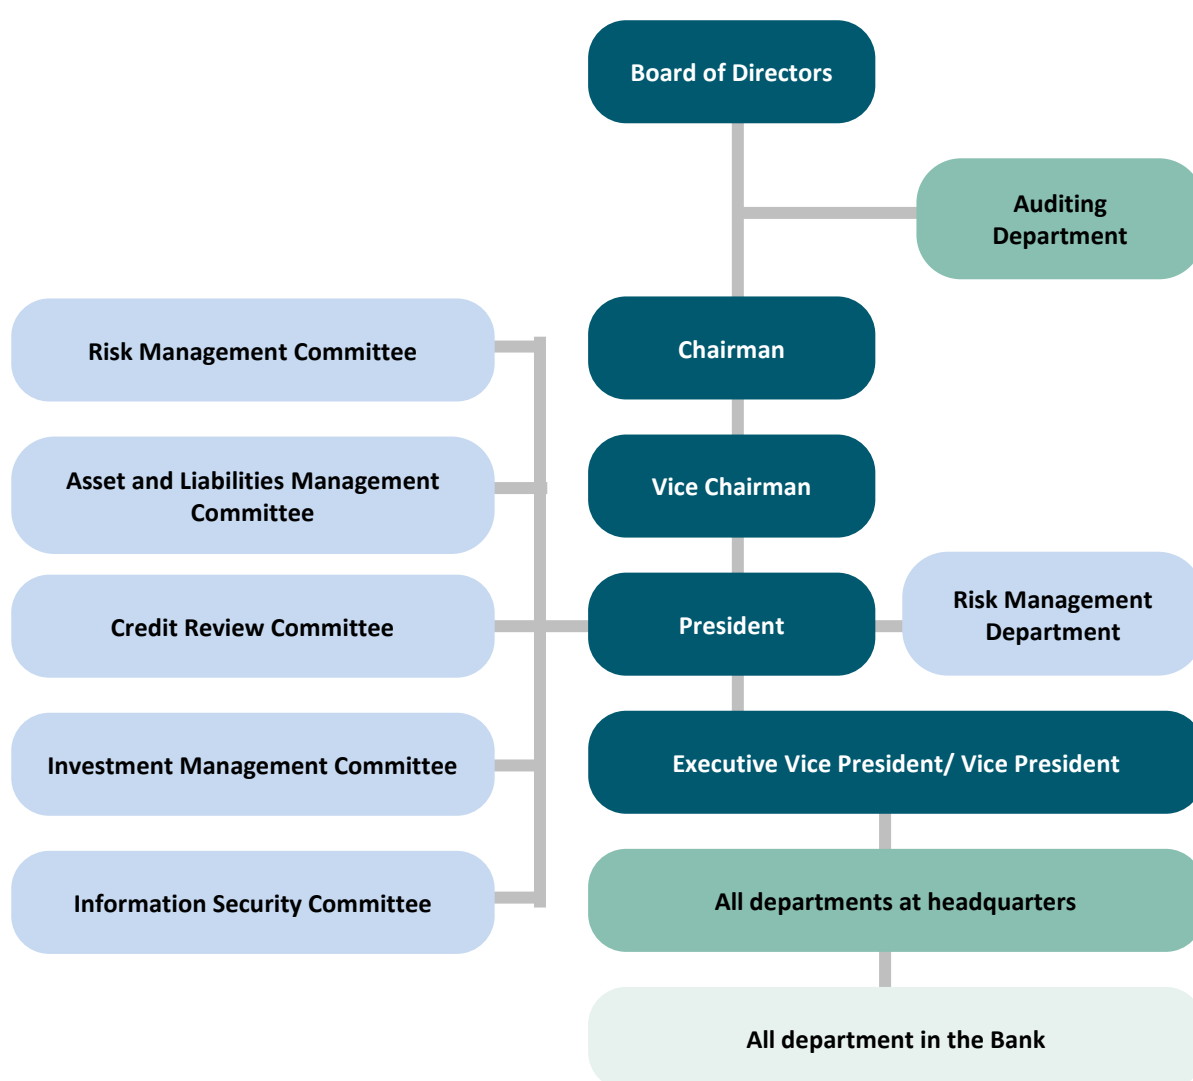 Board of Directors
Auditing
Department
Risk Management Committee
Chairman
Asset and Liabilities Management
Committee
Vice Chairman
Credit Review Committee
President
Risk Management
Department
Investment Management Committee
Executive Vice President/ Vice President
Information Security Committee
All departments at headquarters
All department in the Bank